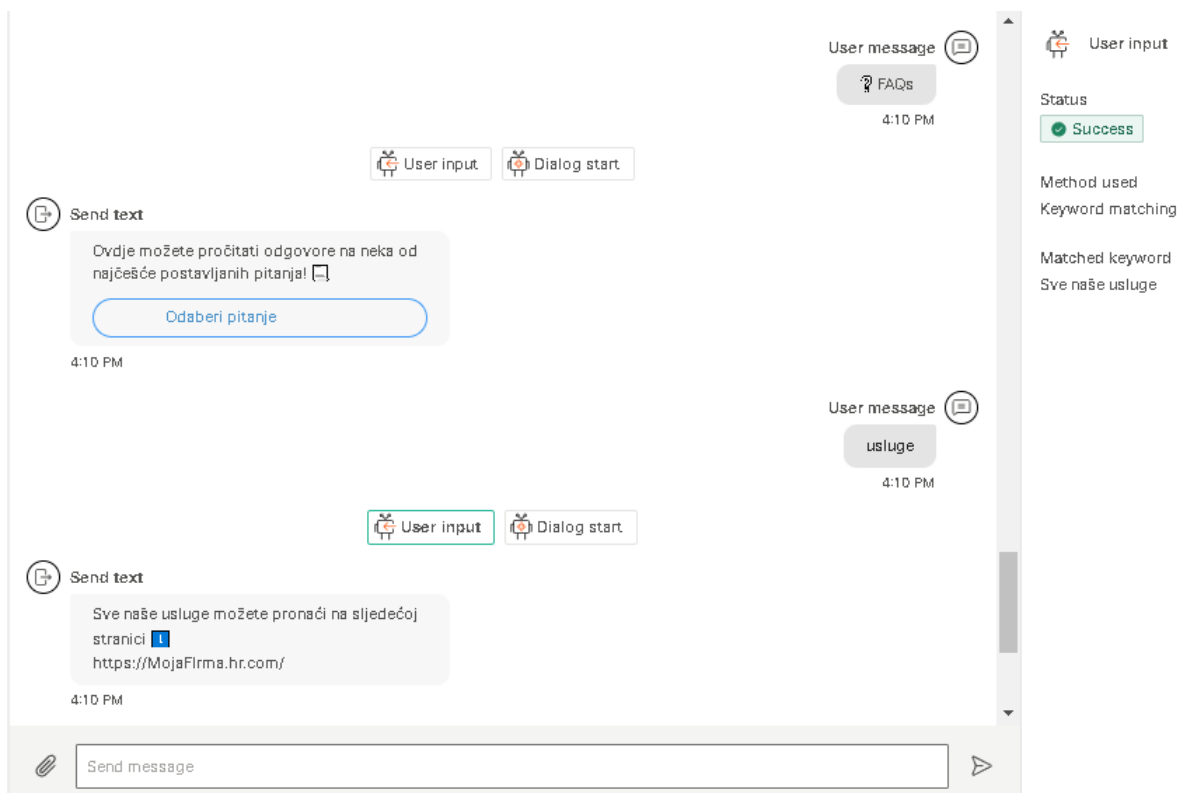 User message
FAQs
4:10 PM
User input
Dialog start
Send text
Ovdje možete pročitati odgovore na neka od
najčešće postavljanih pitanja!
Odaberi pitanje
4:10 PM
User message
usluge
4:10 PM
User input
Dialog start
Send text
Sve naše usluge možete pronaći na sljedećoj
stranici
https://MojaFIrma.hr.com/
4:10 PM
Send message
User input
Status
Success
Method used
Keyword matching
Matched keyword
Sve naše usluge